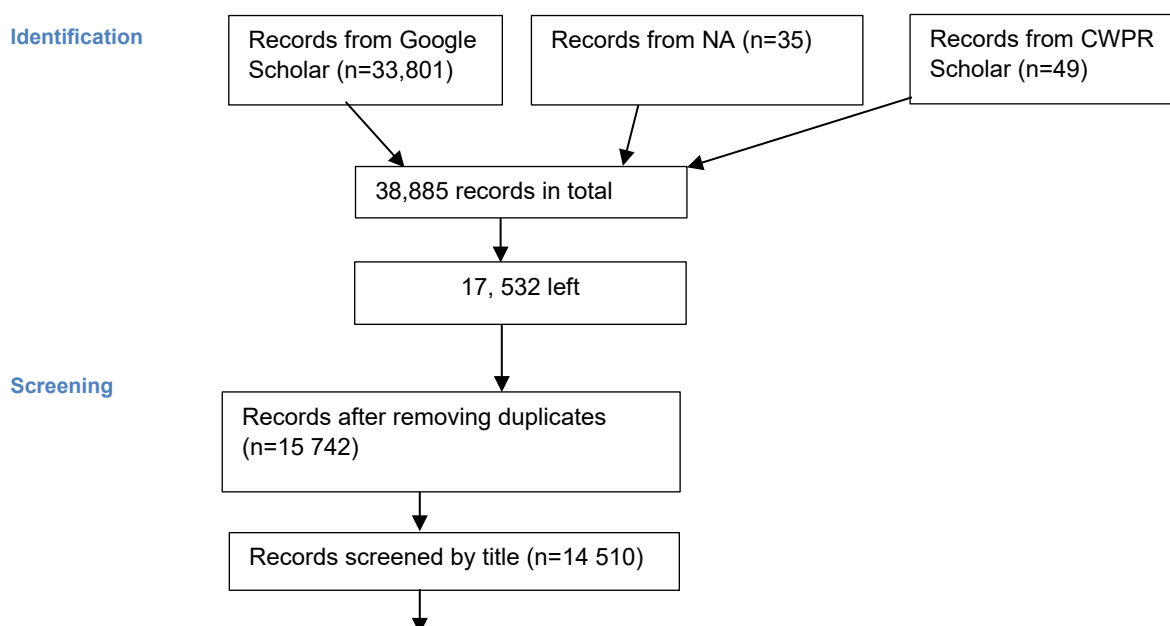 Identification
Records from Google
Scholar (n=33,801)
Records from NA (n=35)
Records from CWPR
Scholar (n=49)
38,885 records in total
17, 532 left
Screening
Records after removing duplicates
(n=15 742)
Records screened by title (n=14 510)